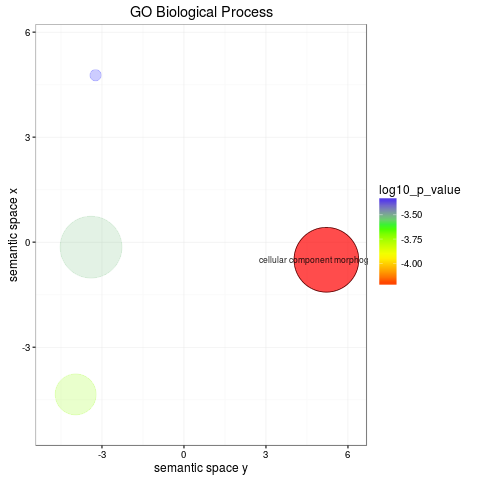 GO Biological Process
6
3
0
-3
semantic space x
cellular component morphog
-3
0
3
6
semantic space y
log10_p_value
-3.50
-3.75
-4.00